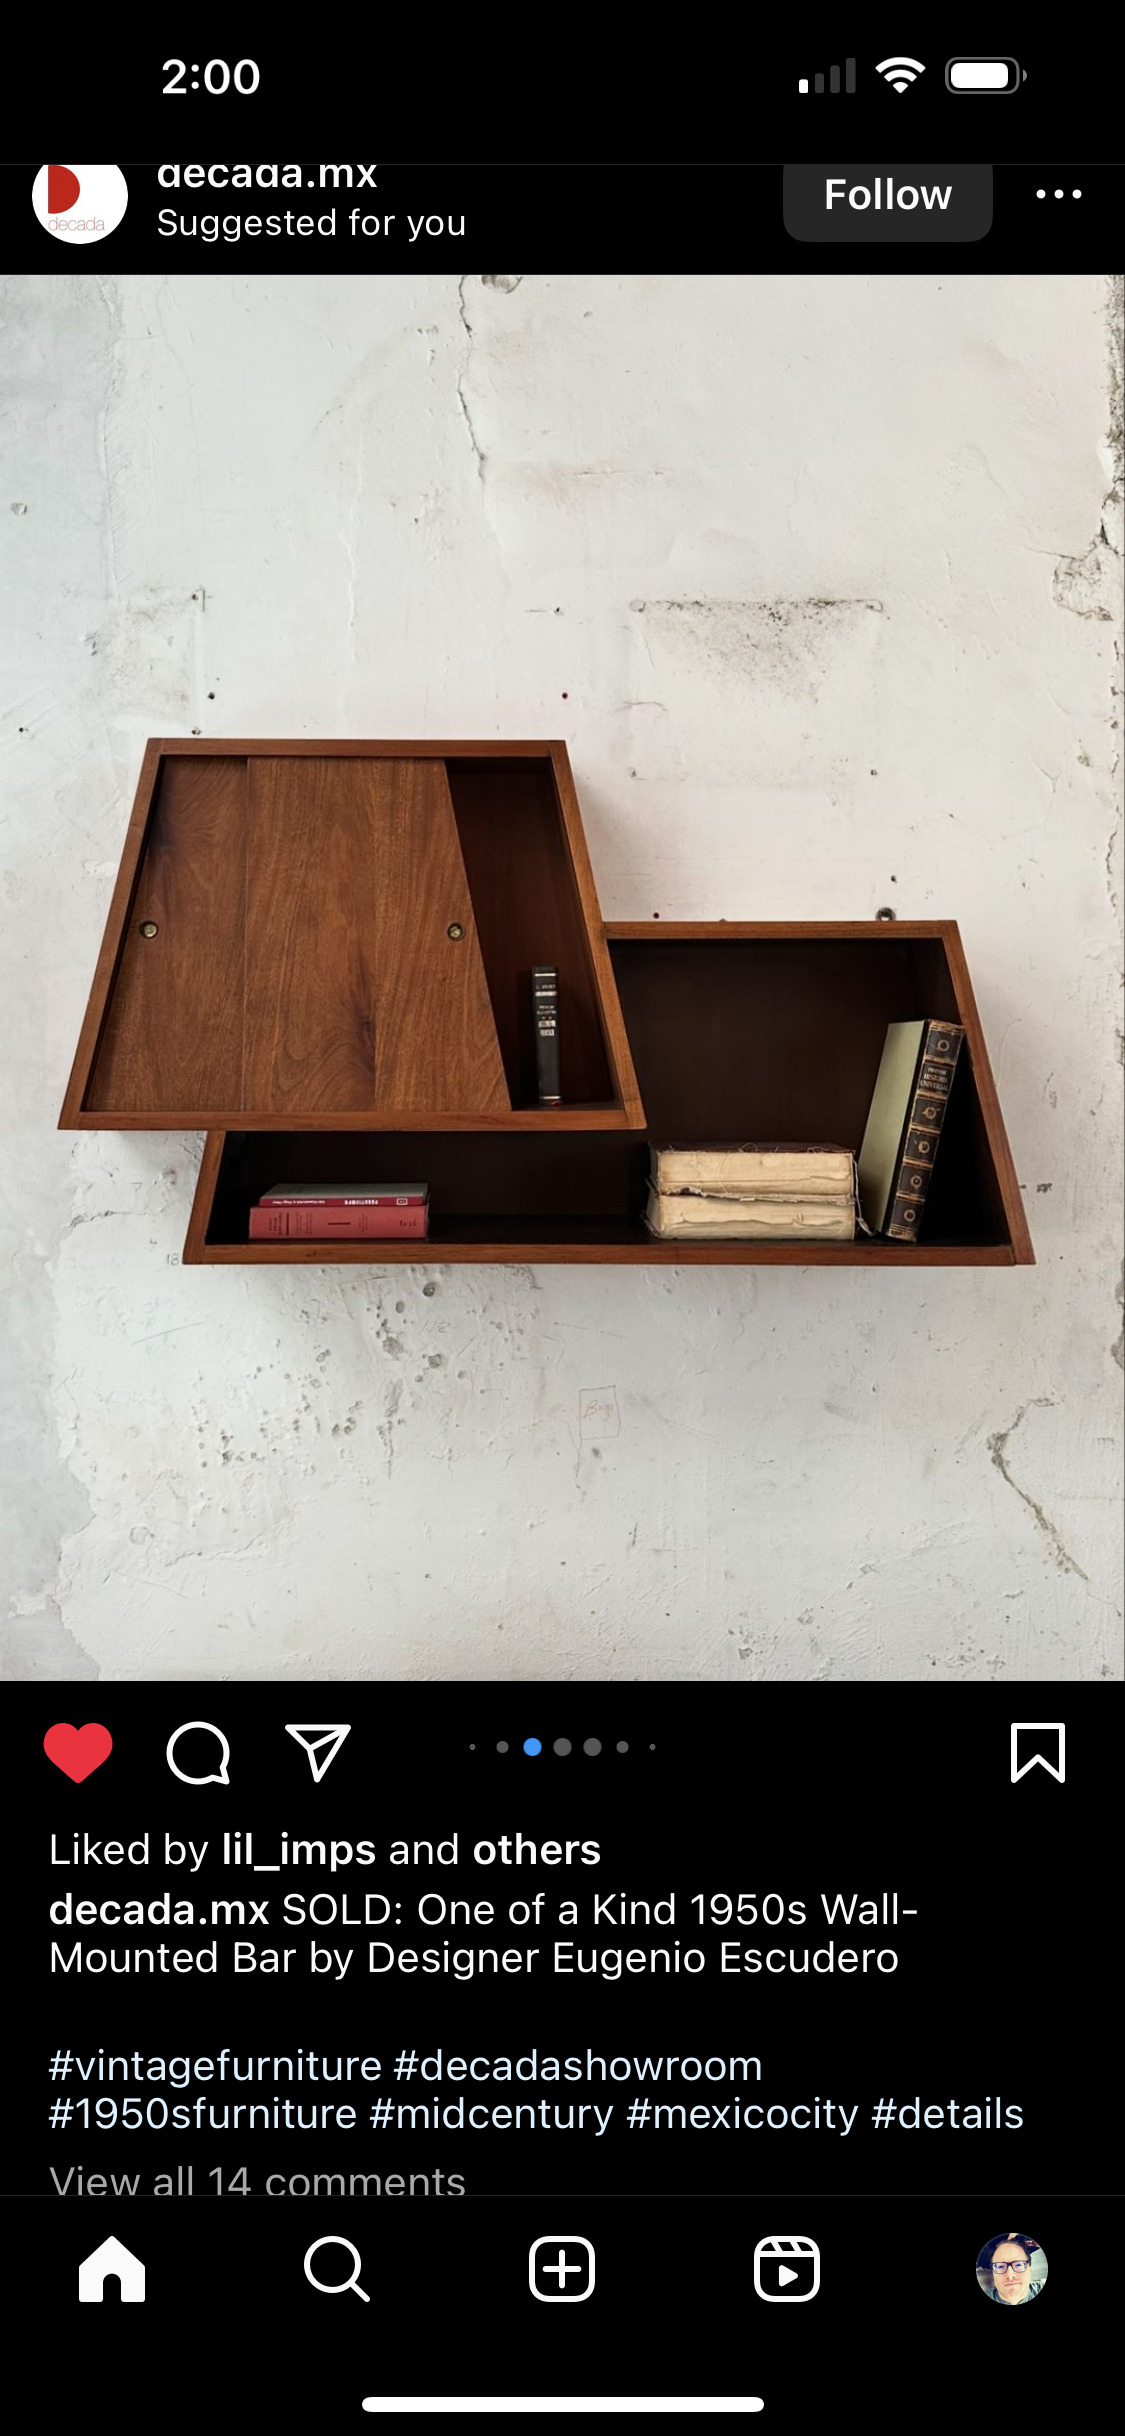 2:00
decada.mx
decada
Suggested for you
Follow
HISTORIA
UNIVERSAL
Liked by lil_imps and others
decada.mx SOLD: One of a Kind 1950s Wall-
Mounted Bar by Designer Eugenio Escudero
#vintagefurniture #decadashowroom
#1950sfurniture #midcentury #mexicocity #details
View all 14 comments